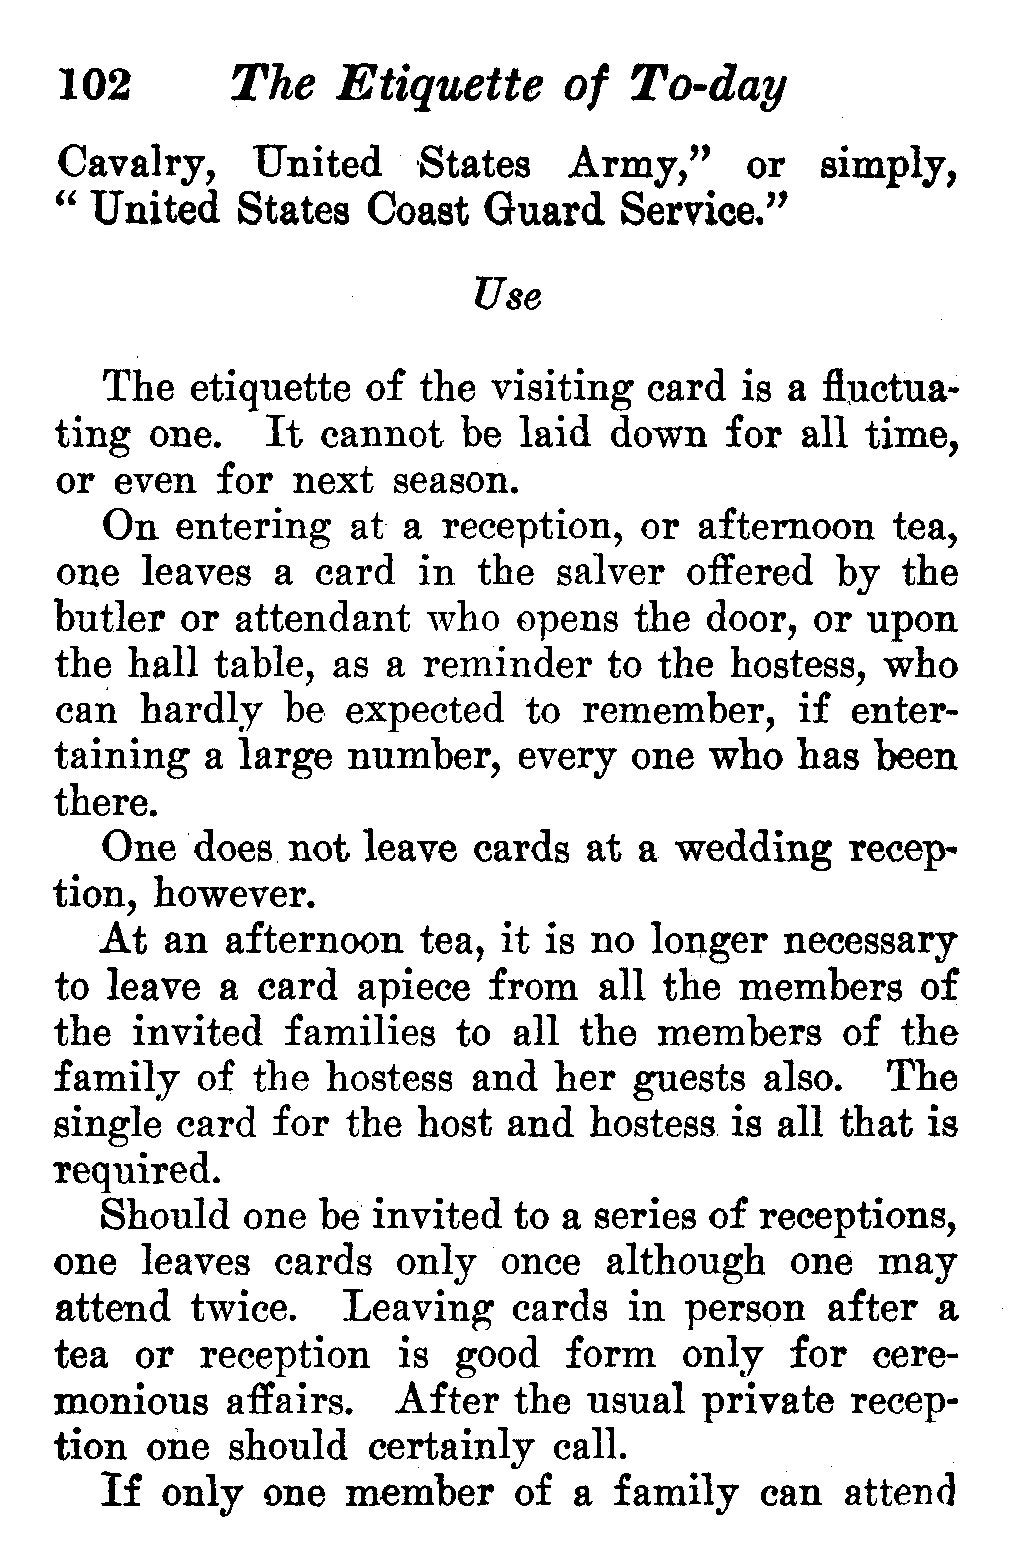 102 The Etiquette of To-day
Cavalry, United States Army,” or simply,
“ United States Coast Guard Service.”
Use
The etiquette of the visiting card is a fluctua-
ting one. It cannot be laid down for all time,
or even for next season.
On entering at a reception, or afternoon tea,
one leaves a card in the salver offered by the
butler or attendant who opens the door, or upon
the hall table, as a reminder to the hostess, who
can hardly be expected to remember, if enter-
taining a large number, every one who has been
there.
One does not leave cards at a wedding recep-
tion, however.
At an afternoon tea, it is no longer necessary
to leave a card apiece from all the members of
the invited families to all the members of the
family of the hostess and her guests also. The
single card for the host and hostess is all that is
required.
Should one be invited to a series of receptions,
one leaves cards only once although one may
attend twice. Leaving cards in person after a
tea or reception is good form only for cere-
monious affairs. After the usual private recep-
tion one should certainly call.
If only one member of a family can attend